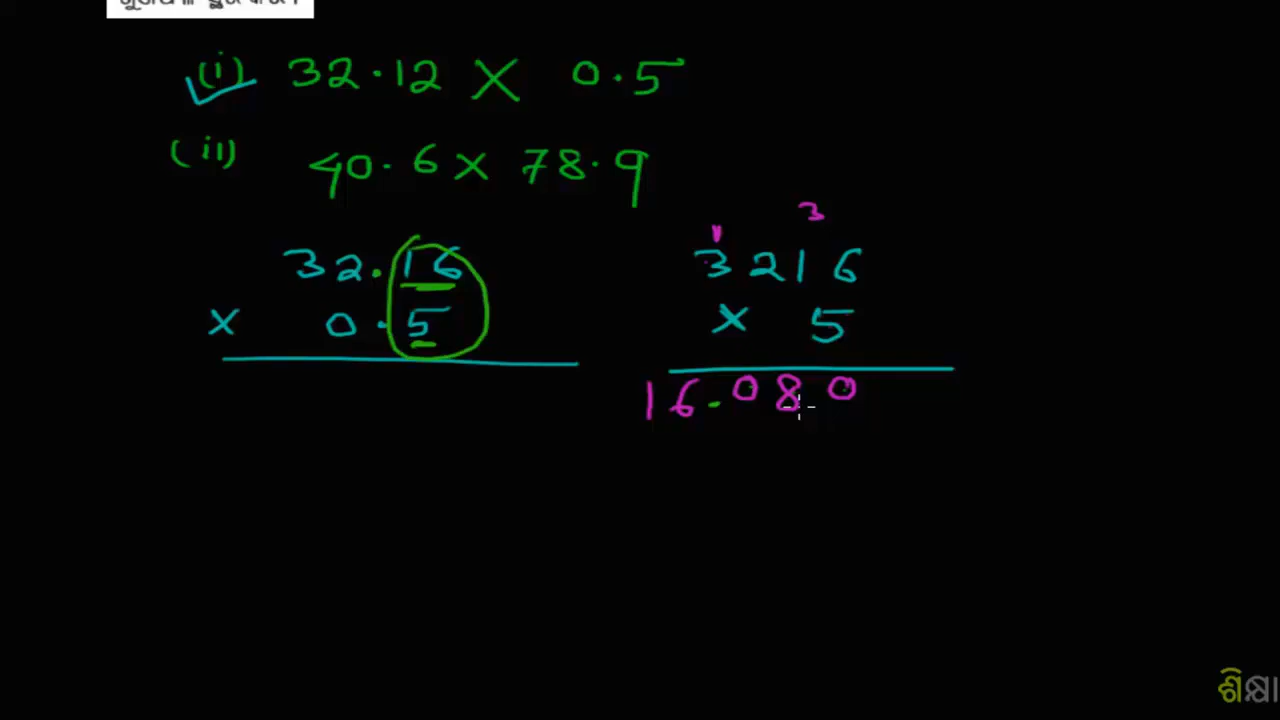 (i) 32.12 X 0.5
(ii) 40.6 X 78.9
32.16
X 0.5
3
1
3216
X 5
16.080
ଶିକ୍ଷା